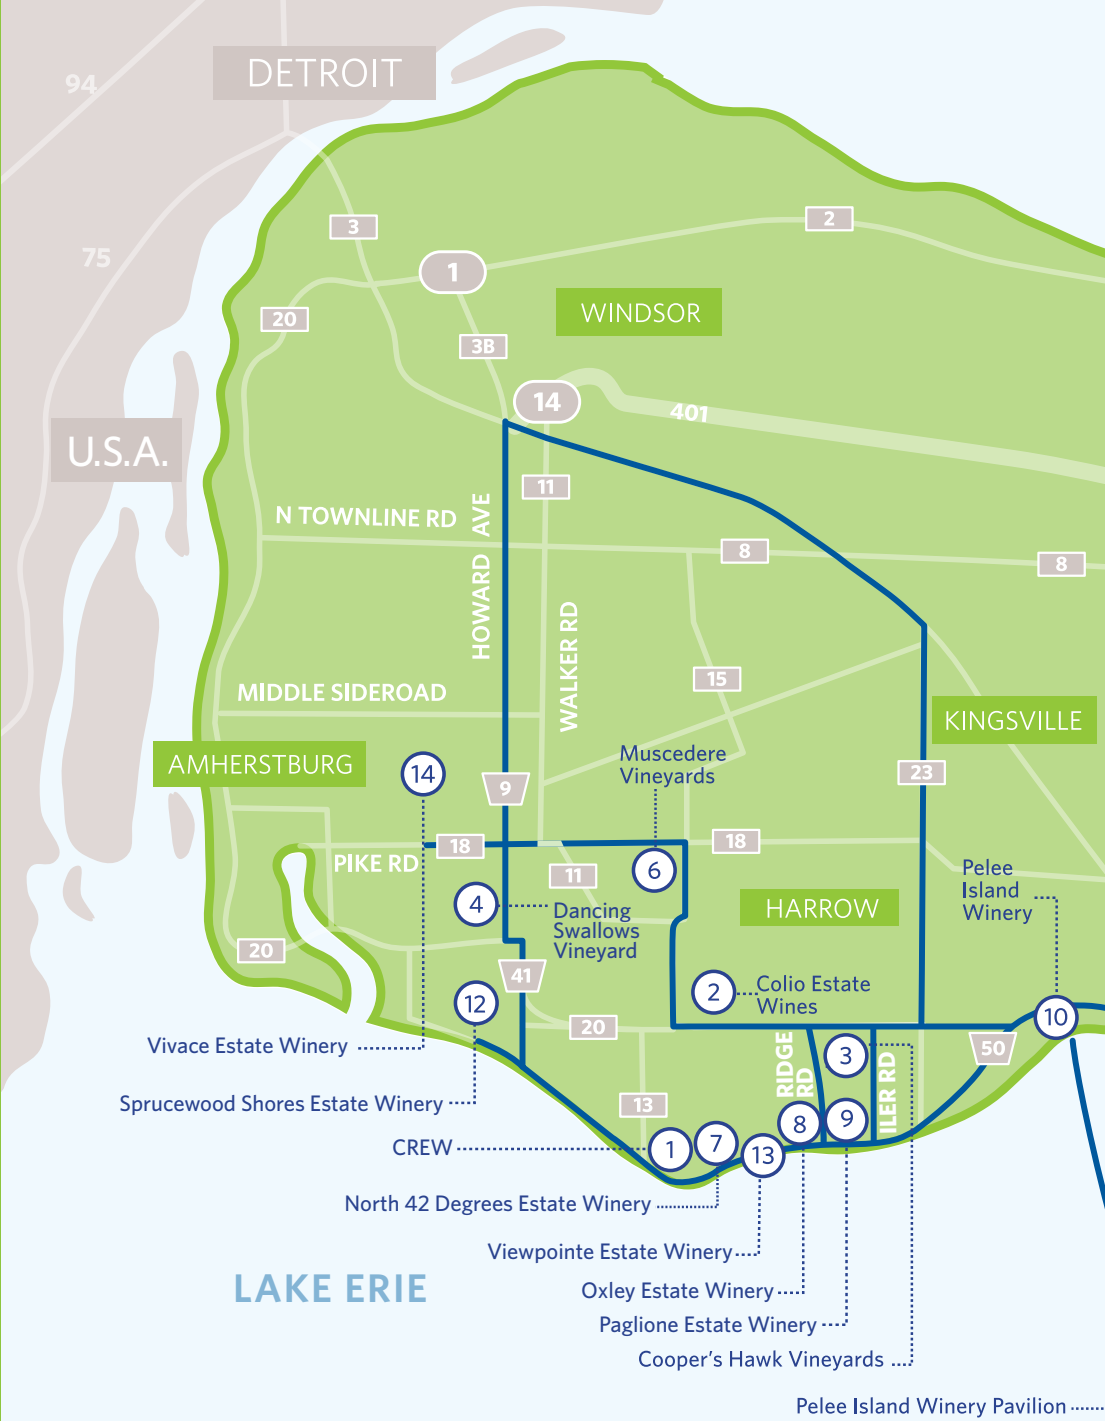 DETROIT
94
3
2
75
1
WINDSOR
20
3B
14
401
U.S.A.
11
N TOWNLINE RD
HOWARD AVE
8
8
WALKER RD
15
MIDDLE SIDEROAD
KINGSVILLE
AMHERSTBURG
14
Muscedere
Vineyards
9
23
18
18
PIKE RD
6
11
Pelee
Island
Winery
4
Dancing
Swallows
Vineyard
HARROW
20
41
2
Colio Estate
Wines
12
10
20
RIDGE
RD
3
50
Vivace Estate Winery
ILER RD
Sprucewood Shores Estate Winery
13
8
9
CREW
1
7
13
North 42 Degrees Estate Winery
Viewpointe Estate Winery
LAKE ERIE
Oxley Estate Winery
Paglione Estate Winery
Cooper's Hawk Vineyards
Pelee Island Winery Pavilion